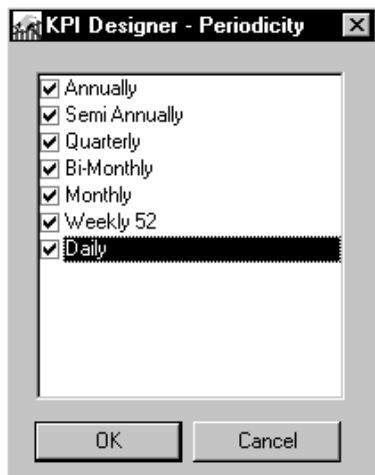 KPI Designer - Periodicity
Annually
Semi Annually
Quarterly
Bi-Monthly
Monthly
Weekly 52
Daily
OK Cancel